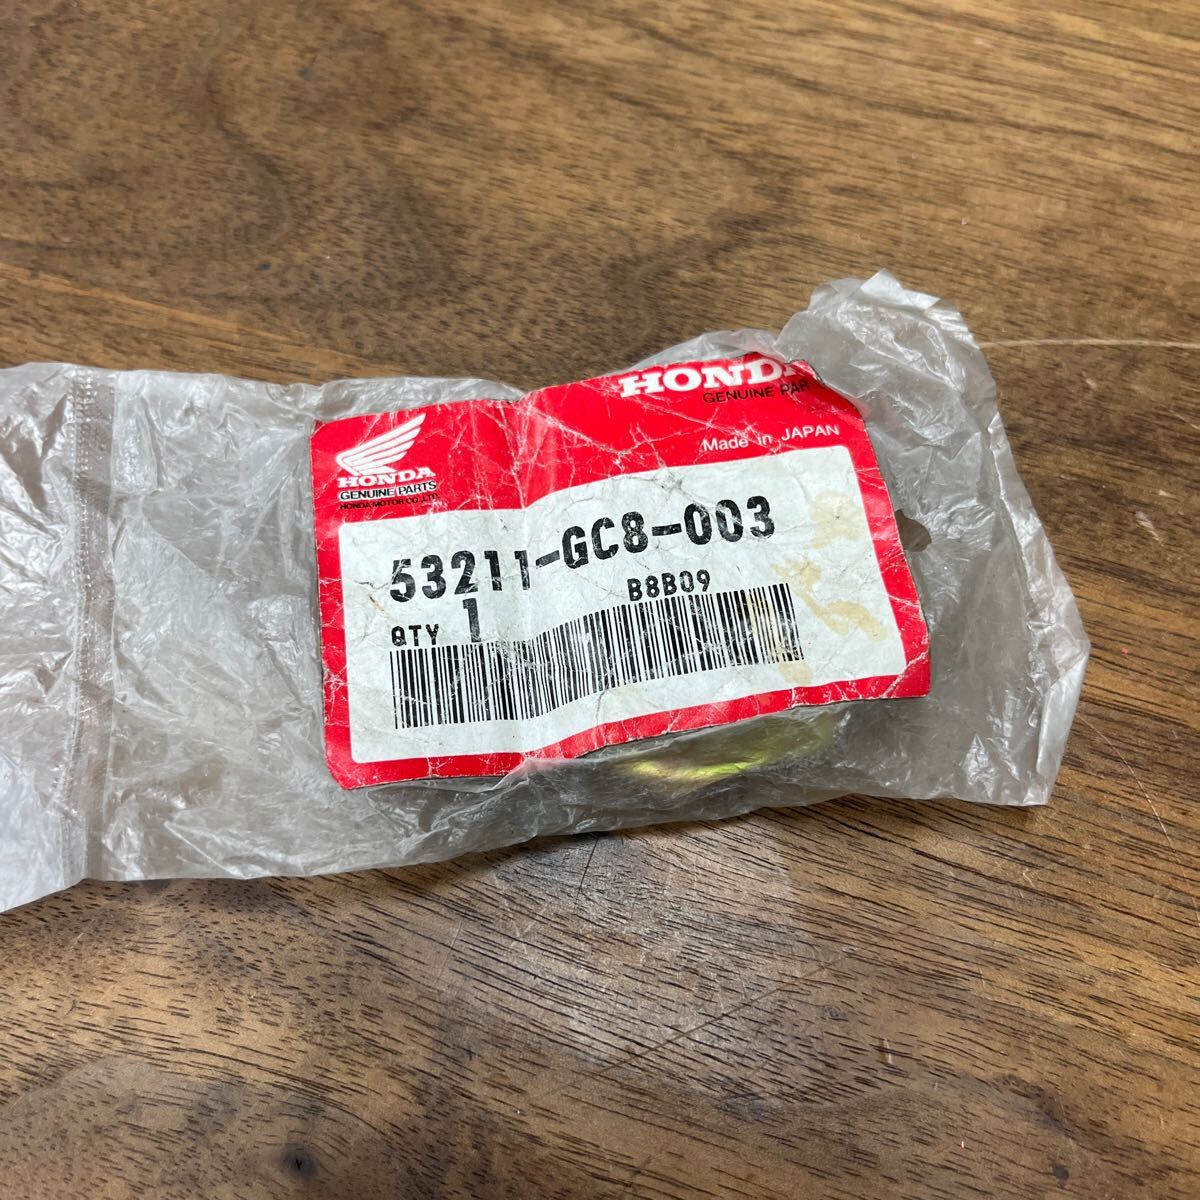 HONDA
GENUINE PAR
Made in JAPAN
HONDA
GENUINE PARTS
HONDA MOTOR CO.,LTD.
53211-GC8-003
B8B09
QTY 1